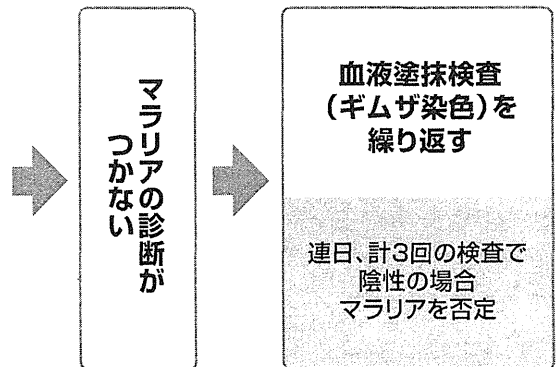 マラリアの診断が
つかない
血液塗抹検査
（ギムザ染色）を
繰り返す
連日、計3回の検査で
陰性の場合
マラリアを否定